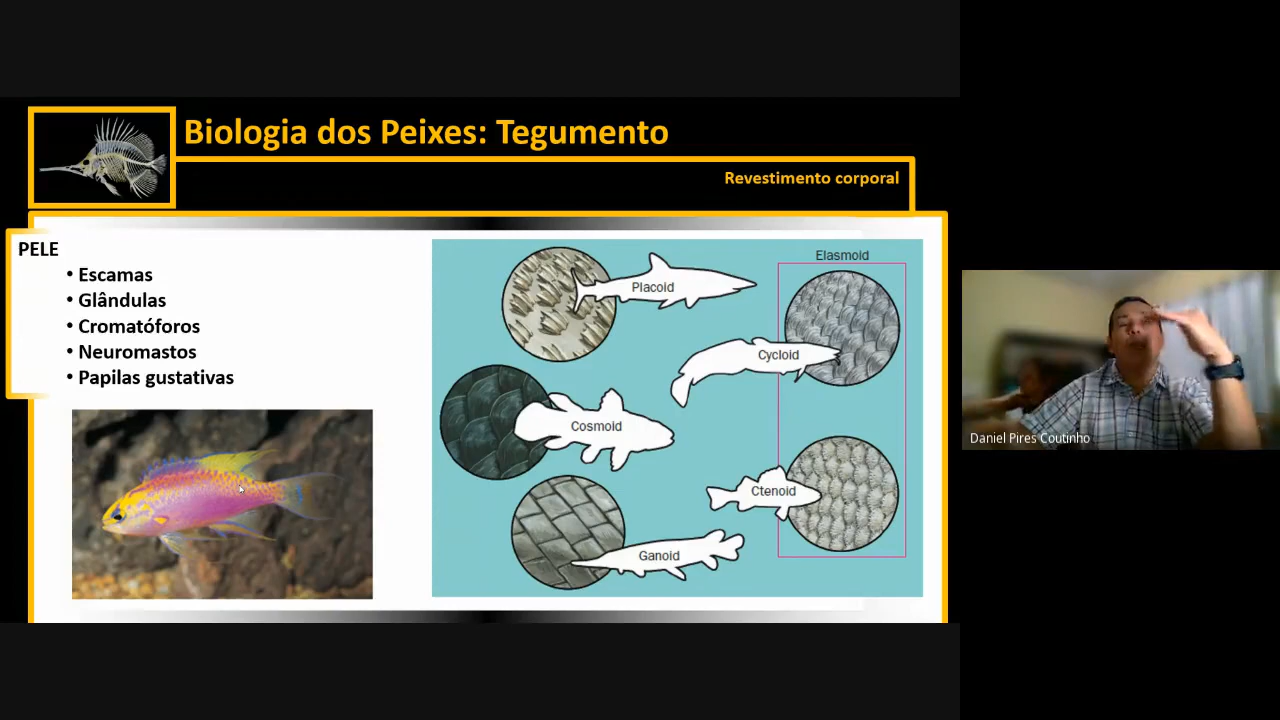 Biologia dos Peixes: Tegumento
Revestimento corporal
PELE
• Escamas
• Glândulas
• Cromatóforos
• Neuromastos
• Papilas gustativas
Placoid
Elasmoid
Cycloid
Cosmoid
Ctenoid
Ganoid
Daniel Pires Coutinho